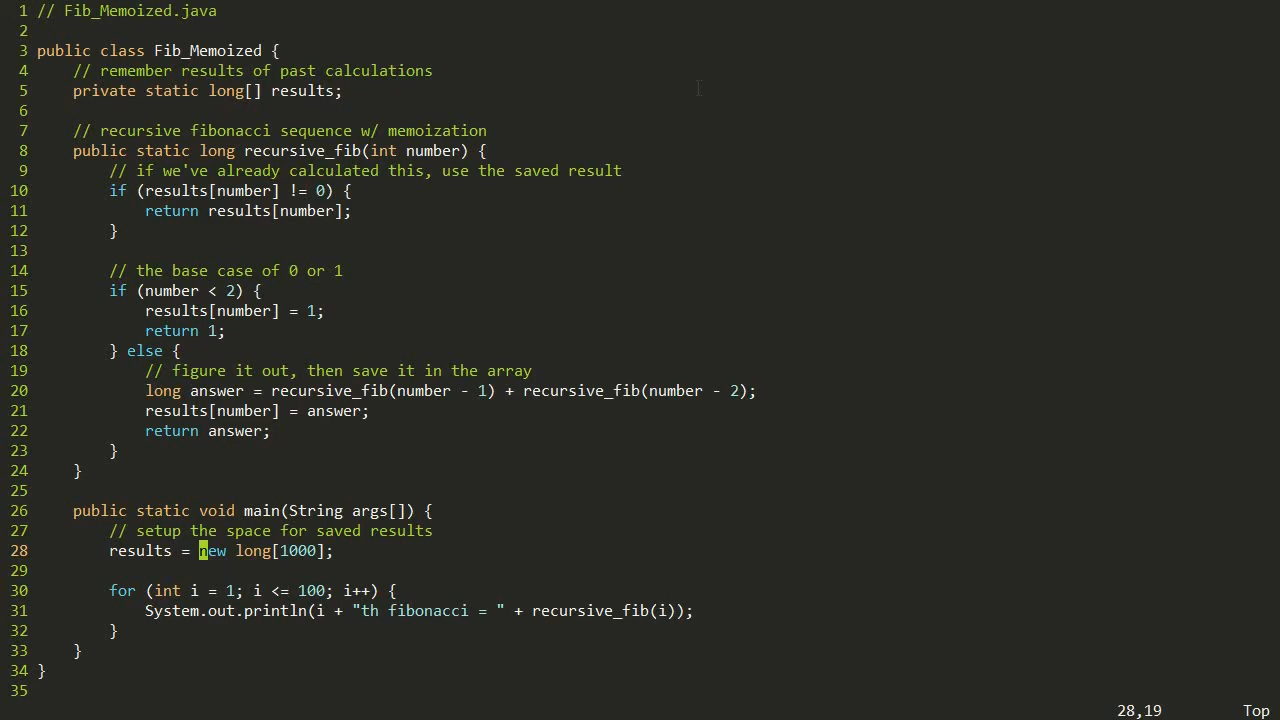 1 // Fib_Memoized.java
2
3 public class Fib_Memoized {
4     // remember results of past calculations
5     private static long[] results;
6
7     // recursive fibonacci sequence w/ memoization
8     public static long recursive_fib(int number) {
9         // if we've already calculated this, use the saved result
10         if (results[number] != 0) {
11             return results[number];
12         }
13
14         // the base case of 0 or 1
15         if (number < 2) {
16             results[number] = 1;
17             return 1;
18         } else {
19             // figure it out, then save it in the array
20             long answer = recursive_fib(number - 1) + recursive_fib(number - 2);
21             results[number] = answer;
22             return answer;
23         }
24     }
25
26     public static void main(String args[]) {
27         // setup the space for saved results
28         results = new long[1000];
29
30         for (int i = 1; i <= 100; i++) {
31             System.out.println(i + "th fibonacci = " + recursive_fib(i));
32         }
33     }
34 }
35
28,19 Top